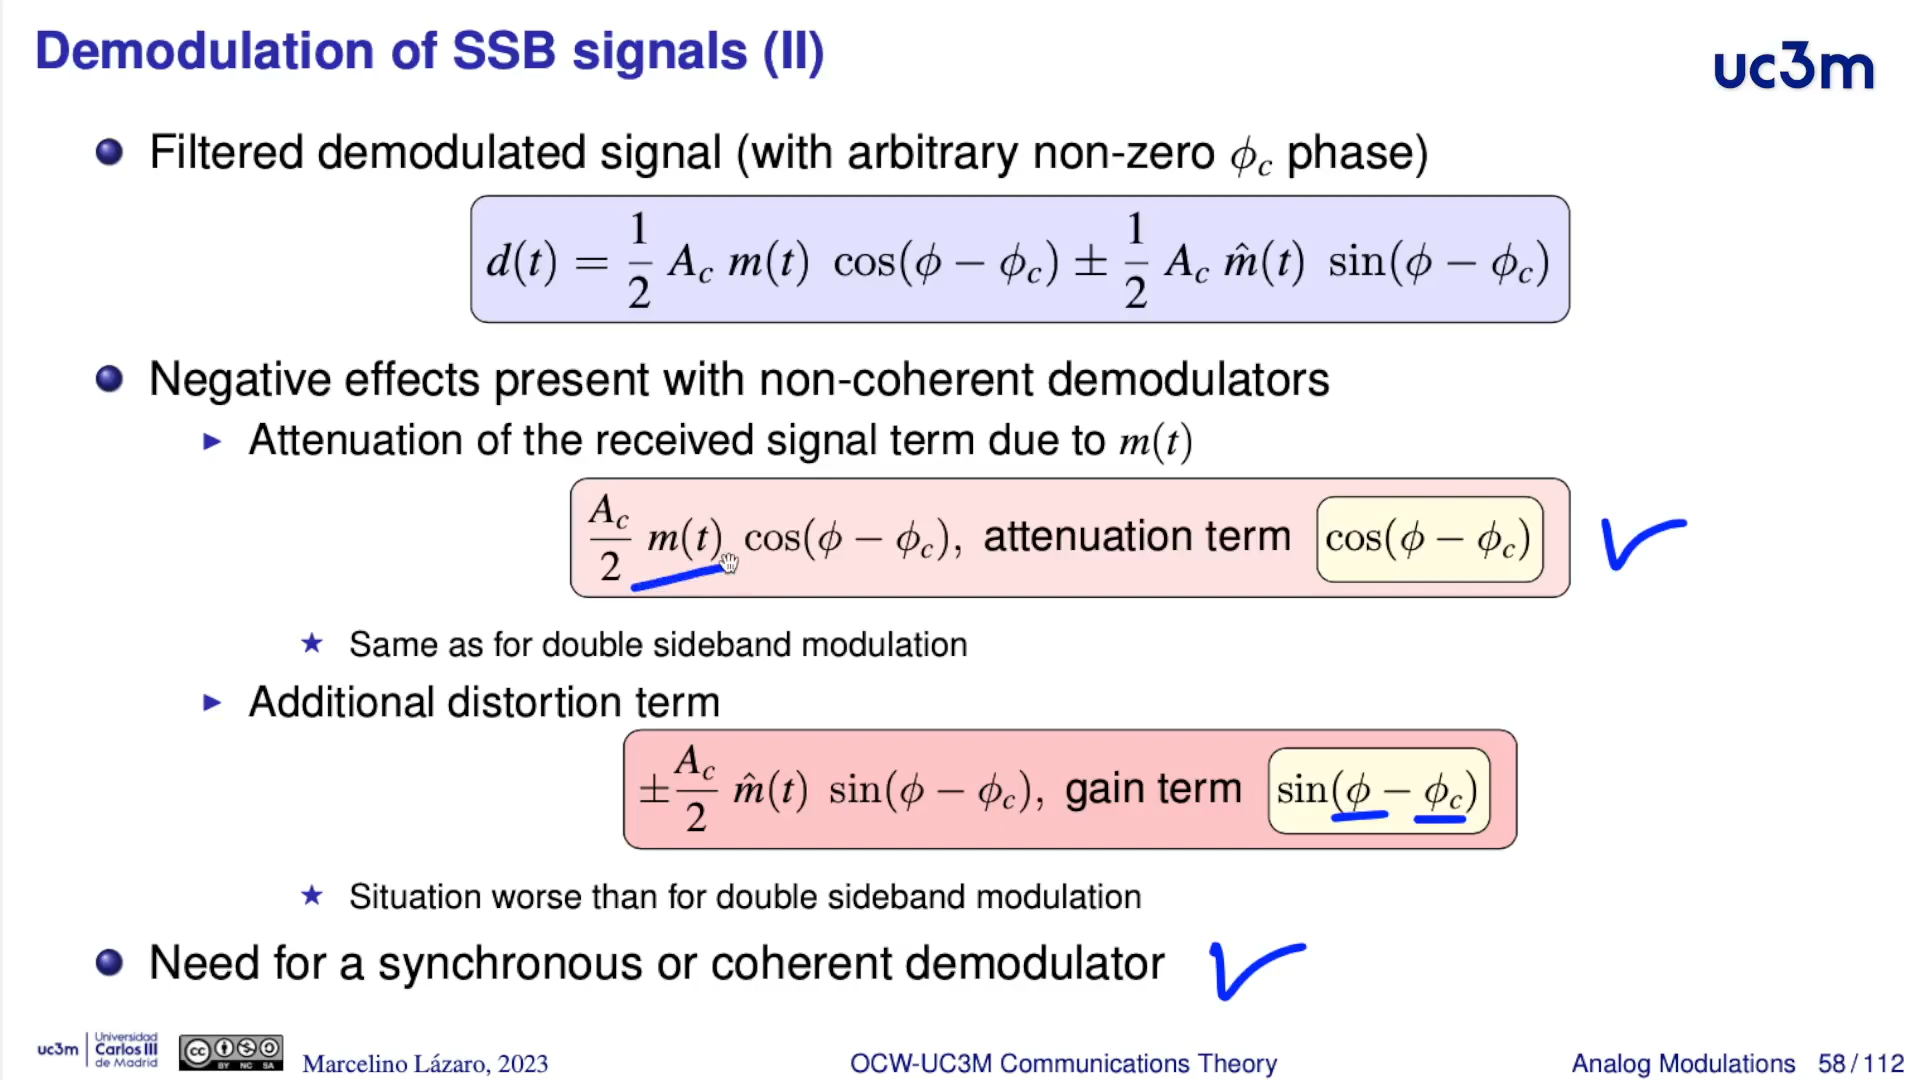 Demodulation of SSB signals (II)
uc3m
Filtered demodulated signal (with arbitrary non-zero ϕc phase)
d(t) = 1/2 Ac m(t) cos(ϕ − ϕc) ± 1/2 Ac m̂(t) sin(ϕ − ϕc)
Negative effects present with non-coherent demodulators
Attenuation of the received signal term due to m(t)
Ac/2 m(t) cos(ϕ − ϕc), attenuation term cos(ϕ − ϕc)
Same as for double sideband modulation
Additional distortion term
±Ac/2 m̂(t) sin(ϕ − ϕc), gain term sin(ϕ − ϕc)
Situation worse than for double sideband modulation
Need for a synchronous or coherent demodulator
uc3m
Universidad
Carlos III
de Madrid
cc
BY NC SA
Marcelino Lázaro, 2023
OCW-UC3M Communications Theory
Analog Modulations 58 / 112